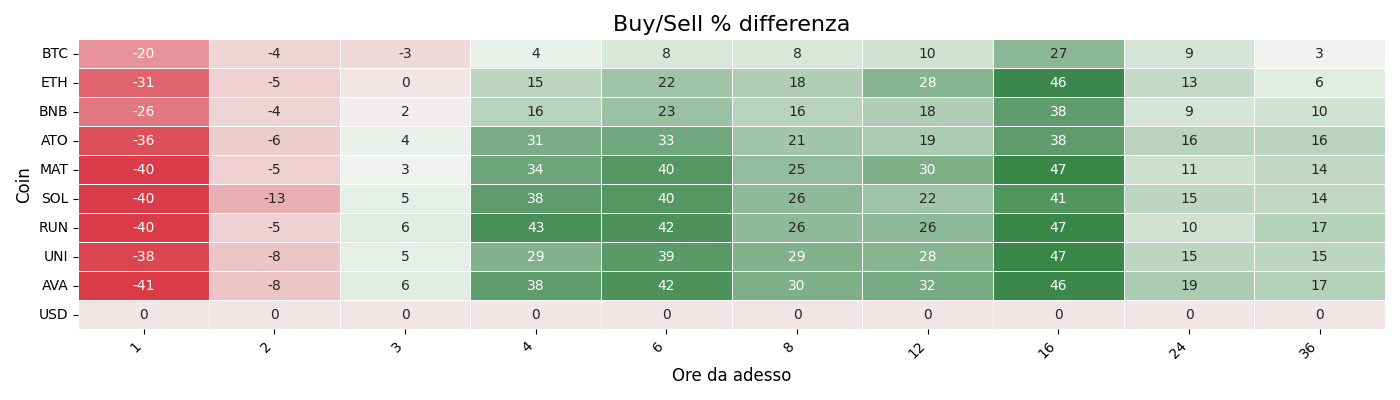 Buy/Sell % differenza
Coin
BTC -20 -4 -3 4 8 8 10 27 9 3
ETH -31 -5 0 15 22 18 28 46 13 6
BNB -26 -4 2 16 23 16 18 38 9 10
ATO -36 -6 4 31 33 21 19 38 16 16
MAT -40 -5 3 34 40 25 30 47 11 14
SOL -40 -13 5 38 40 26 22 41 15 14
RUN -40 -5 6 43 42 26 26 47 10 17
UNI -38 -8 5 29 39 29 28 47 15 15
AVA -41 -8 6 38 42 30 32 46 19 17
USD 0 0 0 0 0 0 0 0 0 0
1 2 3 4 6 8 12 16 24 36
Ore da adesso